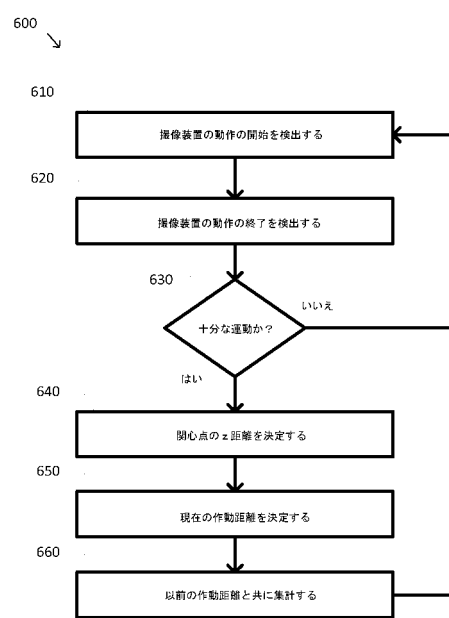 600
610
撮像装置の動作の開始を検出する
620
撮像装置の動作の終了を検出する
630
十分な運動か?
いいえ
はい
640
関心点のz距離を決定する
650
現在の作動距離を決定する
660
以前の作動距離と共に集計する